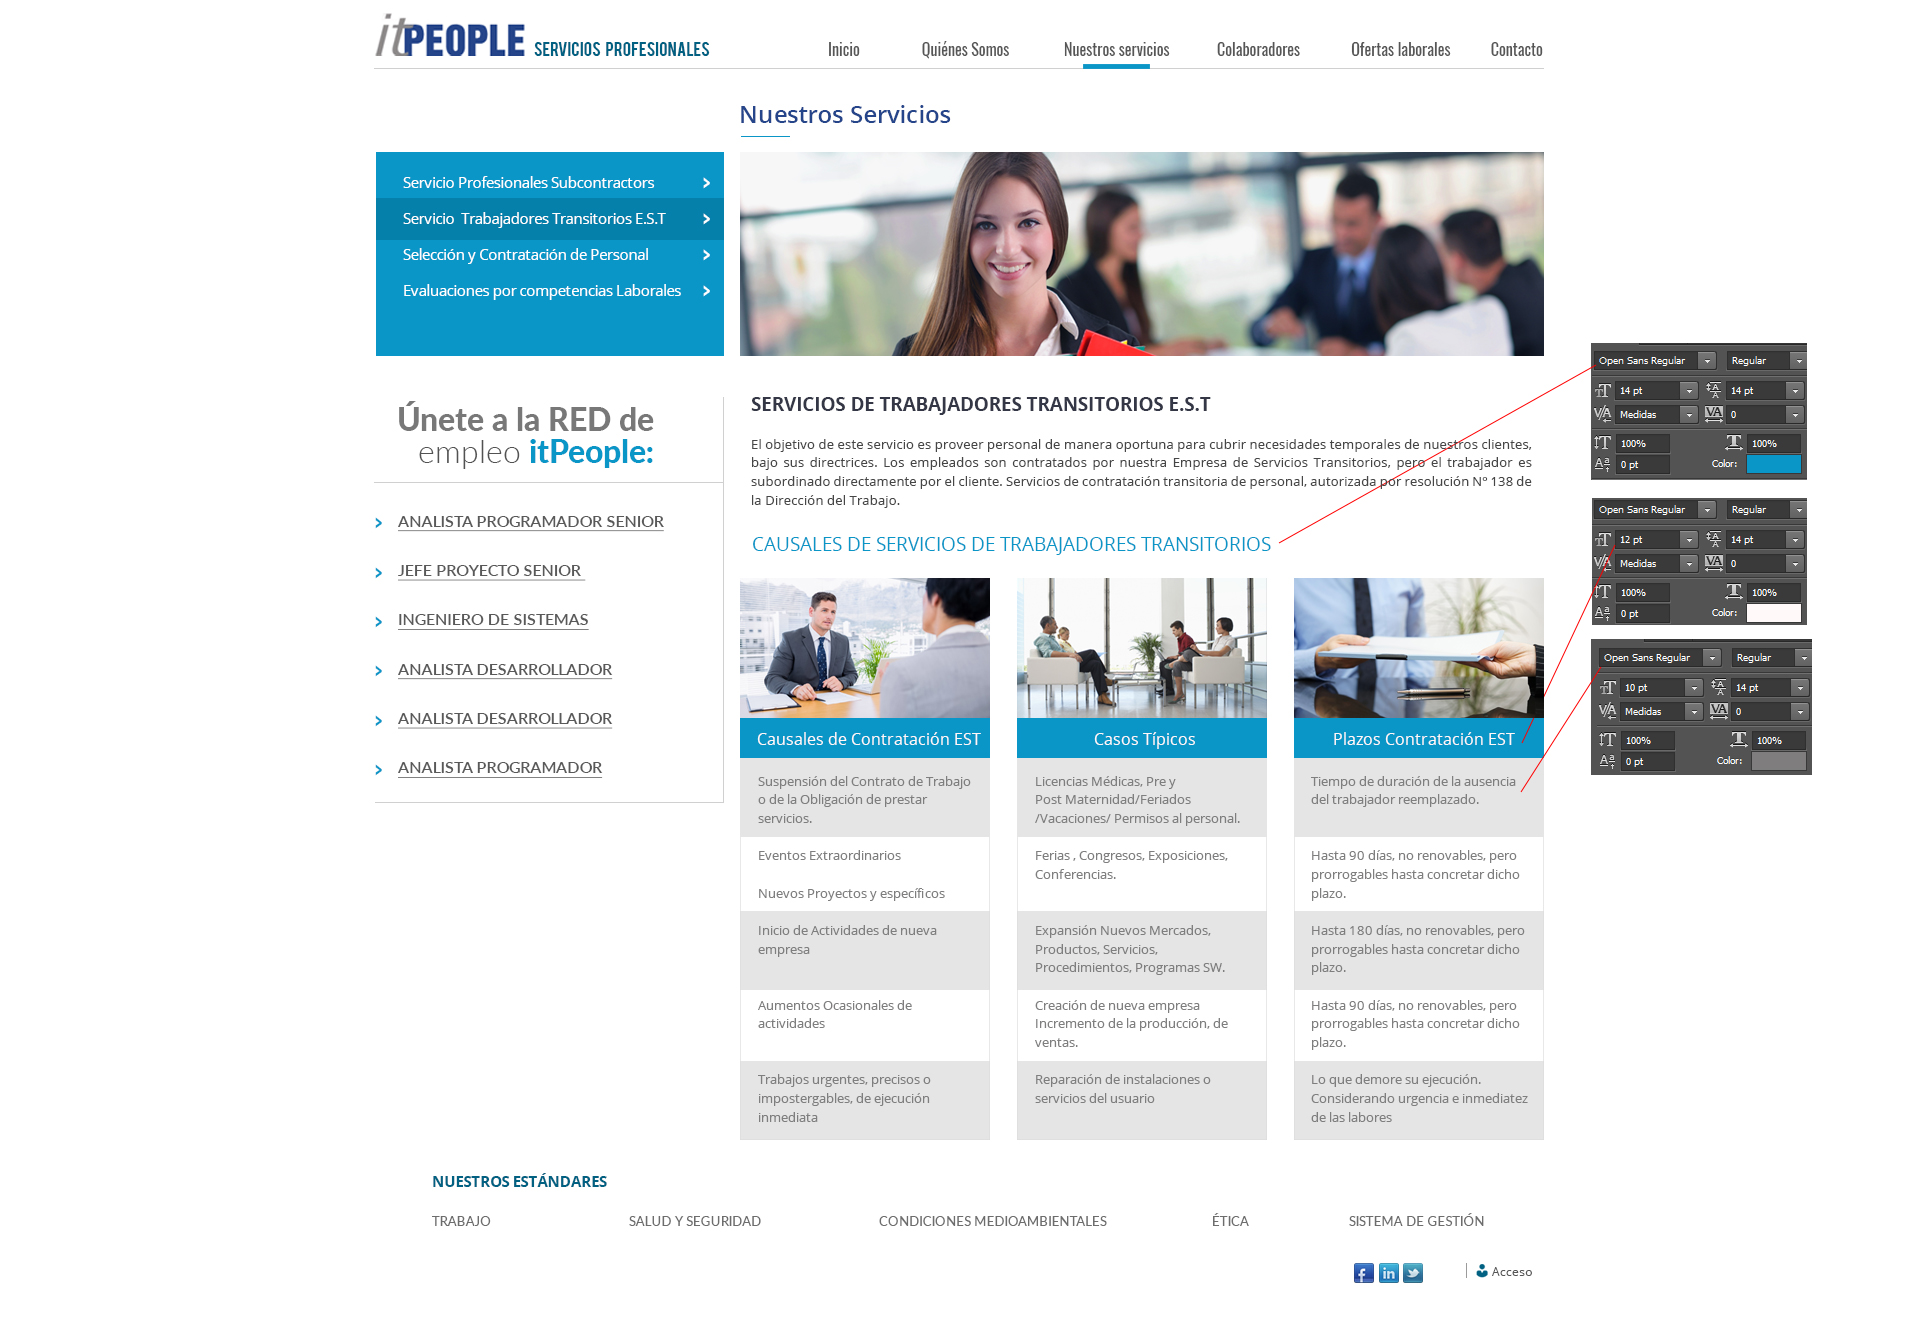 itPEOPLE SERVICIOS PROFESIONALES
Inicio
Quiénes Somos
Nuestros servicios
Colaboradores
Ofertas laborales
Contacto
Nuestros Servicios
Servicio Profesionales Subcontractors
Servicio Trabajadores Transitorios E.S.T
Selección y Contratación de Personal
Evaluaciones por competencias Laborales
Únete a la RED de
empleo itPeople:
ANALISTA PROGRAMADOR SENIOR
JEFE PROYECTO SENIOR
INGENIERO DE SISTEMAS
ANALISTA DESARROLLADOR
ANALISTA DESARROLLADOR
ANALISTA PROGRAMADOR
SERVICIOS DE TRABAJADORES TRANSITORIOS E.S.T
El objetivo de este servicio es proveer personal de manera oportuna para cubrir necesidades temporales de nuestros clientes,
bajo sus directrices. Los empleados son contratados por nuestra Empresa de Servicios Transitorios, pero el trabajador es
subordinado directamente por el cliente. Servicios de contratación transitoria de personal, autorizada por resolución Nº 138 de
la Dirección del Trabajo.
CAUSALES DE SERVICIOS DE TRABAJADORES TRANSITORIOS
Causales de Contratación EST
Suspensión del Contrato de Trabajo
o de la Obligación de prestar
servicios.
Eventos Extraordinarios
Nuevos Proyectos y específicos
Inicio de Actividades de nueva
empresa
Aumentos Ocasionales de
actividades
Trabajos urgentes, precisos o
impostergables, de ejecución
inmediata
Casos Típicos
Licencias Médicas, Pre y
Post Maternidad/Feriados
/Vacaciones/ Permisos al personal.
Ferias , Congresos, Exposiciones,
Conferencias.
Expansión Nuevos Mercados,
Productos, Servicios,
Procedimientos, Programas SW.
Creación de nueva empresa
Incremento de la producción, de
ventas.
Reparación de instalaciones o
servicios del usuario
Plazos Contratación EST
Tiempo de duración de la ausencia
del trabajador reemplazado.
Hasta 90 días, no renovables, pero
prorrogables hasta concretar dicho
plazo.
Hasta 180 días, no renovables, pero
prorrogables hasta concretar dicho
plazo.
Hasta 90 días, no renovables, pero
prorrogables hasta concretar dicho
plazo.
Lo que demore su ejecución.
Considerando urgencia e inmediatez
de las labores
Open Sans Regular Regular
14 pt 14 pt
Medidas 0
100% 100%
0 pt Color:
Open Sans Regular Regular
12 pt 14 pt
Medidas 0
100% 100%
0 pt Color:
Open Sans Regular Regular
10 pt 14 pt
Medidas 0
100% 100%
0 pt Color:
NUESTROS ESTÁNDARES
TRABAJO
SALUD Y SEGURIDAD
CONDICIONES MEDIOAMBIENTALES
ÉTICA
SISTEMA DE GESTIÓN
Acceso